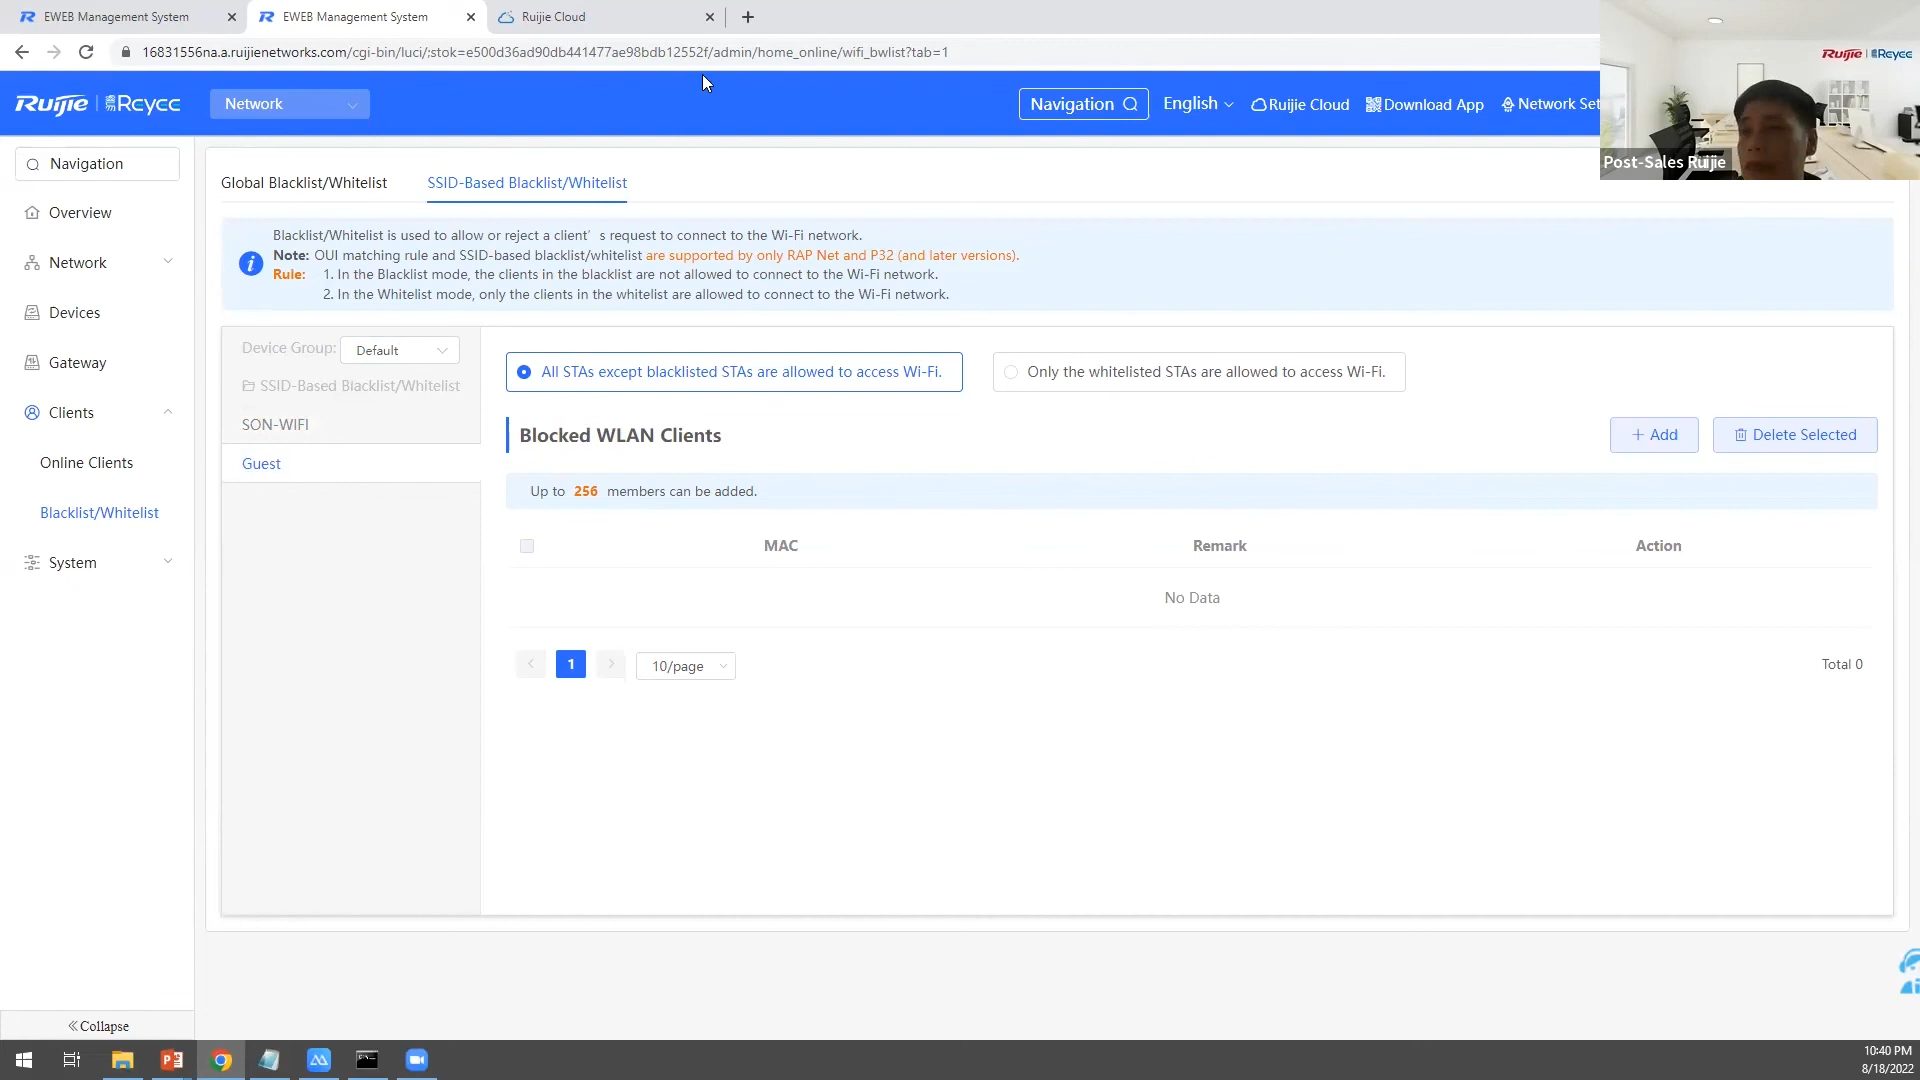 EWEB Management System
EWEB Management System
Ruijie Cloud
16831556na.a.ruijienetworks.com/cgi-bin/luci/;stok=e500d36ad90db441477ae98bdb12552f/admin/home_online/wifi_bwlist?tab=1
Ruijie | Reyee
Network
Navigation
English
Ruijie Cloud
Download App
Network Set
Ruijie | Reyee
Post-Sales Ruijie
Navigation
Overview
Network
Devices
Gateway
Clients
Online Clients
Blacklist/Whitelist
System
Collapse
Global Blacklist/Whitelist
SSID-Based Blacklist/Whitelist
Blacklist/Whitelist is used to allow or reject a client’s request to connect to the Wi-Fi network.
Note: OUI matching rule and SSID-based blacklist/whitelist are supported by only RAP Net and P32 (and later versions).
Rule: 1. In the Blacklist mode, the clients in the blacklist are not allowed to connect to the Wi-Fi network.
2. In the Whitelist mode, only the clients in the whitelist are allowed to connect to the Wi-Fi network.
Device Group: Default
SSID-Based Blacklist/Whitelist
SON-WIFI
Guest
All STAs except blacklisted STAs are allowed to access Wi-Fi.
Only the whitelisted STAs are allowed to access Wi-Fi.
Blocked WLAN Clients
+ Add
Delete Selected
Up to 256 members can be added.
MAC
Remark
Action
No Data
1
10/page
Total 0
10:40 PM
8/18/2022